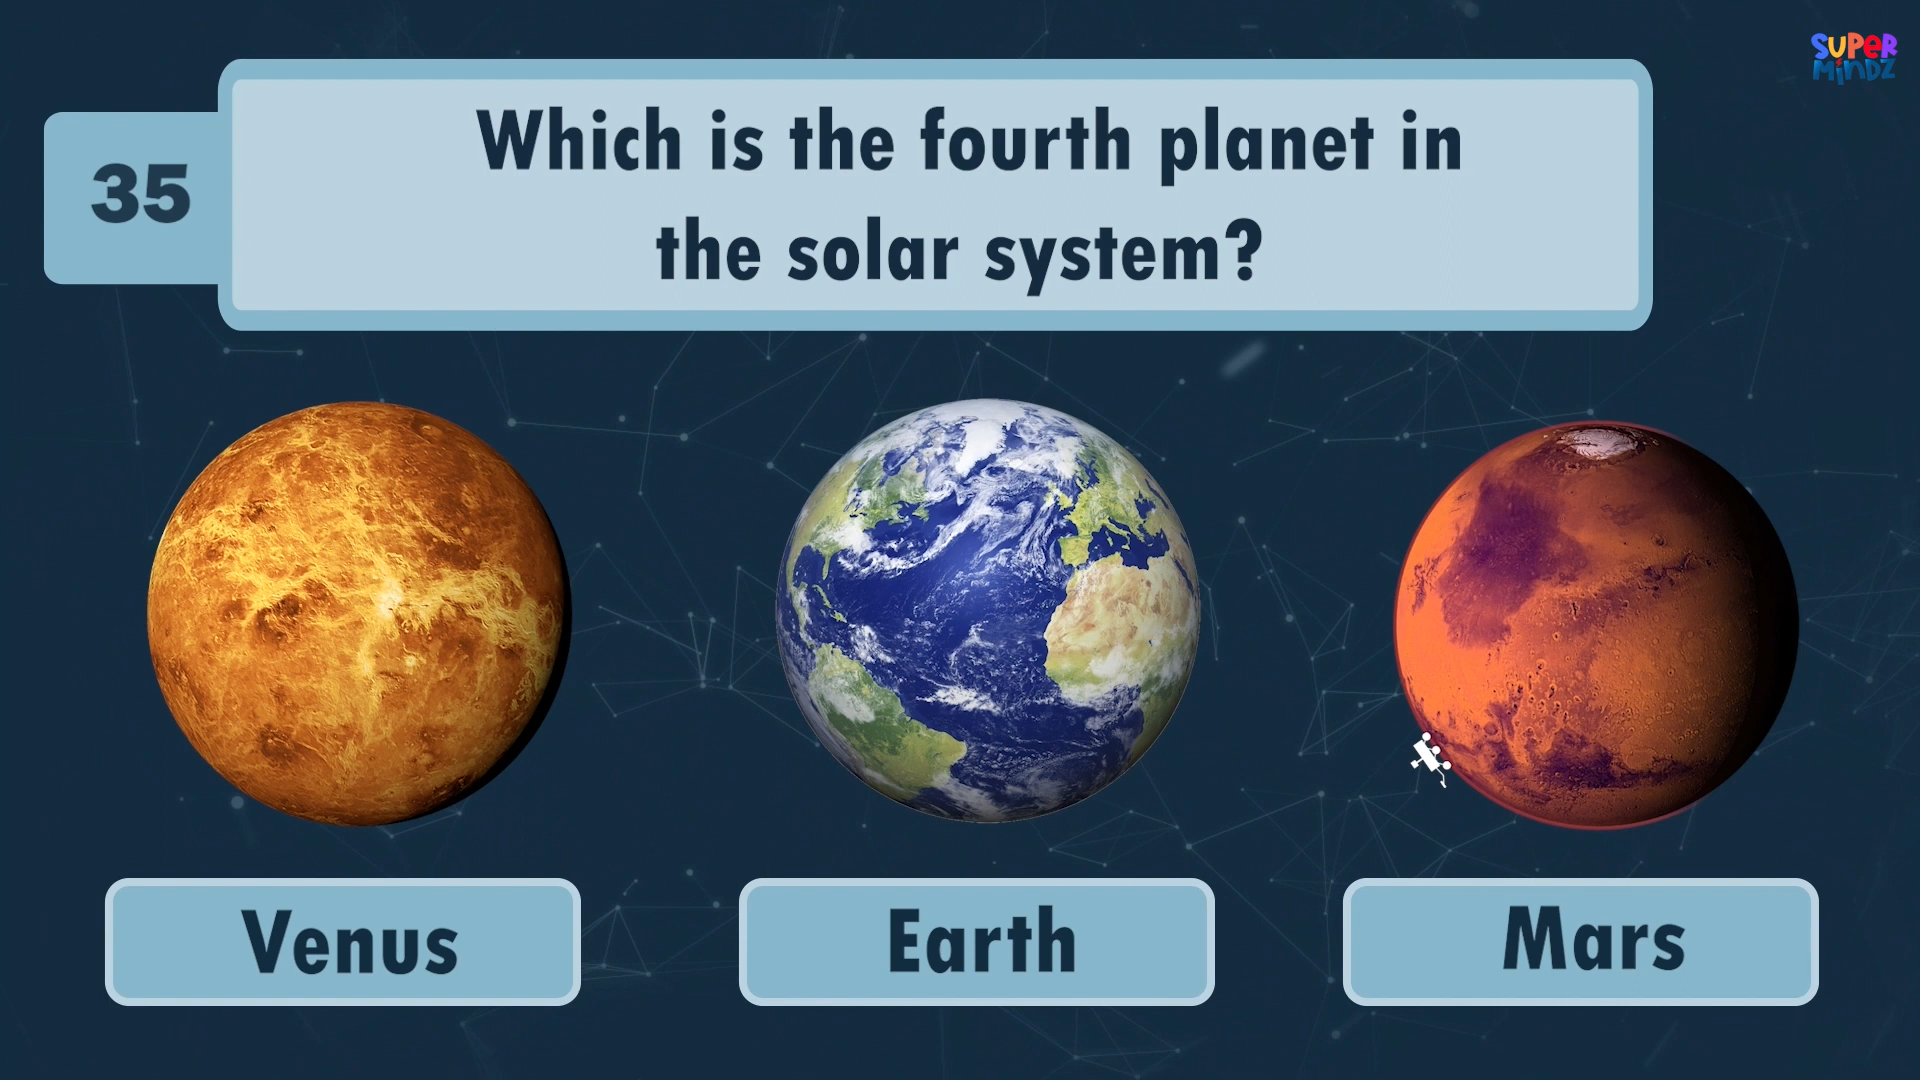 SUPER
MINDZ
35
Which is the fourth planet in
the solar system?
Venus
Earth
Mars